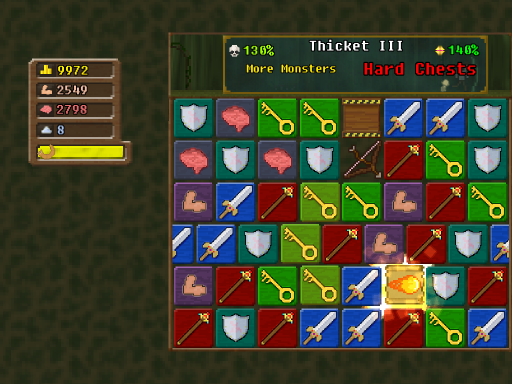 130%
Thicket III
140%
More Monsters
Hard Chests
9972
2549
2798
8